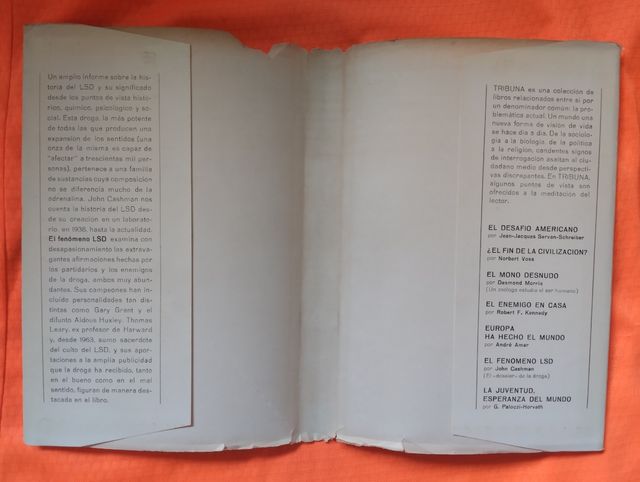 Un amplio informe sobre la his-
toria del LSD y su significado
desde los puntos de vista histó-
rico, químico, psicológico y so-
cial. Esta droga, la más potente
de todas las que producen una
expansión de los sentidos (una
onza de la misma es capaz de
"afectar" a trescientas mil per-
sonas), pertenece a una familia
de sustancias cuya composición
no se diferencia mucho de la
adrenalina. John Cashman nos
cuenta la historia del LSD des-
de su creación en un laborato-
rio, en 1938, hasta la actualidad.
El fenómeno LSD examina con
desapasionamiento las extrava-
gantes afirmaciones hechas por
los partidarios y los enemigos
de la droga, ambos muy abun-
dantes. Sus campeones han in-
cluido personalidades tan dis-
tintas como Gary Grant y el
difunto Aldous Huxley. Thomas
Leary, ex profesor de Harward
y, desde 1963, sumo sacerdote
del culto del LSD, y sus apor-
taciones a la amplia publicidad
que la droga ha recibido, tanto
en el bueno como en el mal
sentido, figuran de manera des-
tacada en el libro.
TRIBUNA es una colección de
libros relacionados entre sí por
un denominador común: la pro-
blemática actual. Un mundo una
nueva forma de visión de vida
se hace día a día. De la sociolo-
gía a la biología de la política
a la religión, candentes signos
de interrogación asaltan al ciu-
dadano medio desde perspecti-
vas discrepantes. En TRIBUNA,
algunos puntos de vista son
ofrecidos a la meditación del
lector.
EL DESAFIO AMERICANO
por Jean-Jacques Servan-Schreiber
¿EL FIN DE LA CIVILIZACION?
por Norbert Voss
EL MONO DESNUDO
por Desmond Morris
(Un zoólogo estudia al ser humano)
EL ENEMIGO EN CASA
por Robert F. Kennedy
EUROPA
HA HECHO EL MUNDO
por André Amar
EL FENOMENO LSD
por John Cashman
(El «dossier» de la droga)
LA JUVENTUD,
ESPERANZA DEL MUNDO
por G. Paloczi-Horvath